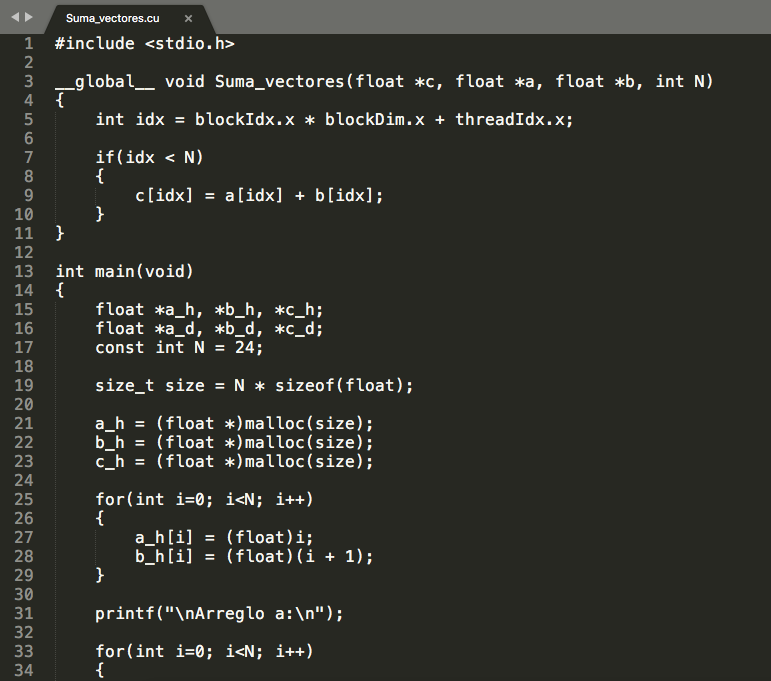 Suma_vectores.cu ×
1 #include <stdio.h>
2
3 __global__ void Suma_vectores(float *c, float *a, float *b, int N)
4 {
5     int idx = blockIdx.x * blockDim.x + threadIdx.x;
6
7     if(idx < N)
8     {
9         c[idx] = a[idx] + b[idx];
10     }
11 }
12
13 int main(void)
14 {
15     float *a_h, *b_h, *c_h;
16     float *a_d, *b_d, *c_d;
17     const int N = 24;
18
19     size_t size = N * sizeof(float);
20
21     a_h = (float *)malloc(size);
22     b_h = (float *)malloc(size);
23     c_h = (float *)malloc(size);
24
25     for(int i=0; i<N; i++)
26     {
27         a_h[i] = (float)i;
28         b_h[i] = (float)(i + 1);
29     }
30
31     printf("\nArreglo a:\n");
32
33     for(int i=0; i<N; i++)
34     {